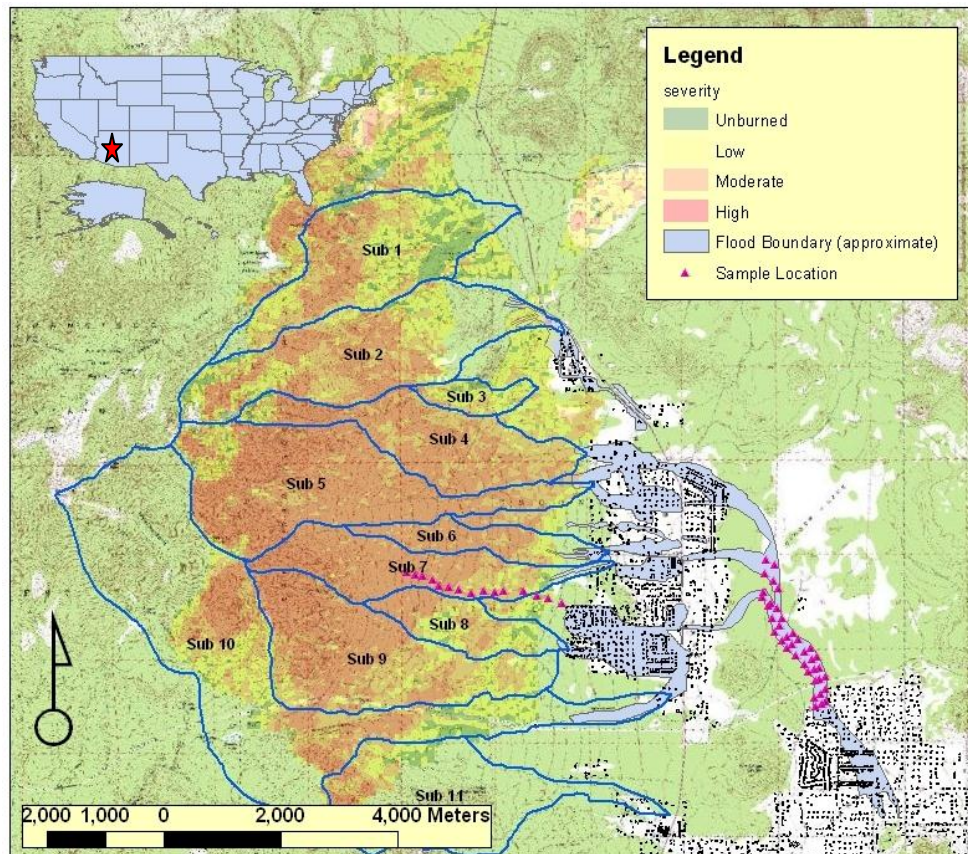 Legend
severity
Unburned
Low
Moderate
High
Flood Boundary (approximate)
Sample Location
Sub 1
Sub 2
Sub 3
Sub 4
Sub 5
Sub 6
Sub 7
Sub 8
Sub 10
Sub 9
Sub 11
2,000 1,000 0 2,000 4,000 Meters